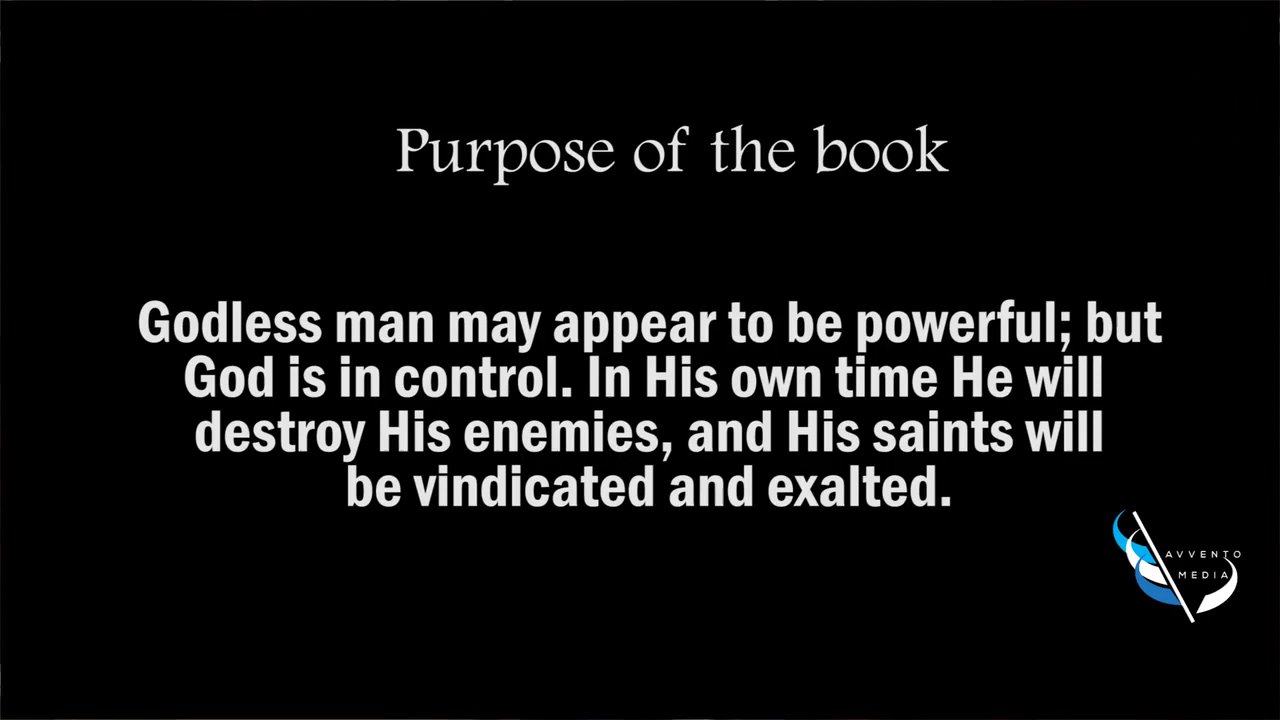 Purpose of the book
Godless man may appear to be powerful; but
God is in control. In His own time He will
destroy His enemies, and His saints will
be vindicated and exalted.
AVVENTO
MEDIA